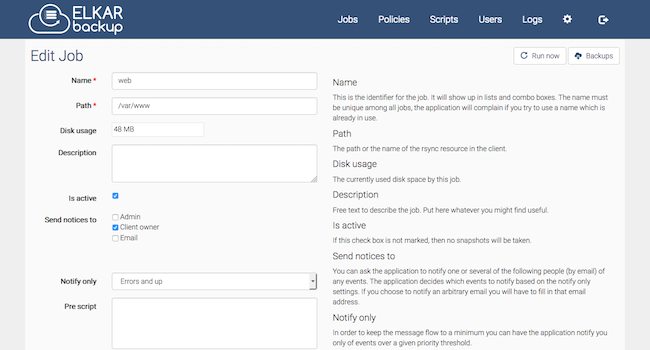 ELKAR
backup
Jobs
Policies
Scripts
Users
Logs
Edit Job
Run now
Backups
Name *
web
Path *
/var/www
Disk usage
48 MB
Description
Is active
Send notices to
Admin
Client owner
Email
Notify only
Errors and up
Pre script
Name
This is the identifier for the job. It will show up in lists and combo boxes. The name must
be unique among all jobs, the application will complain if you try to use a name which is
already in use.
Path
The path or the name of the rsync resource in the client.
Disk usage
The currently used disk space by this job.
Description
Free text to describe the job. Put here whatever you might find useful.
Is active
If this check box is not marked, then no snapshots will be taken.
Send notices to
You can ask the application to notify one or several of the following people (by email) of
any events. The application decides which events to notify based on the notify only
settings. If you choose to notify an arbitrary email you will have to fill in that email
address.
Notify only
In order to keep the message flow to a minimum you can have the application notify you
only of events over a given priority threshold.